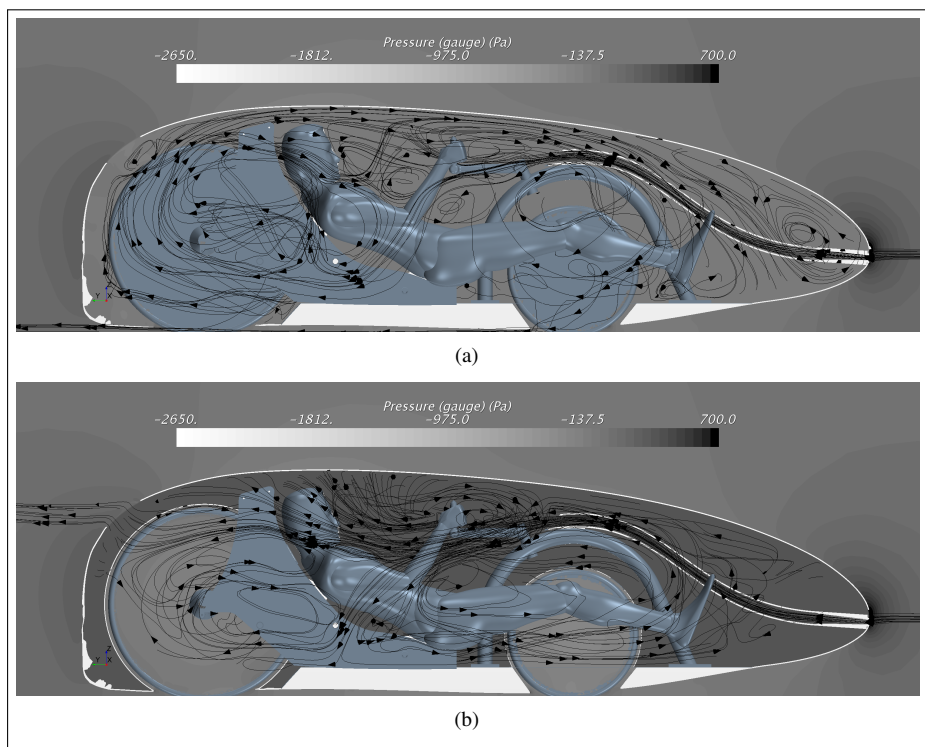 Pressure (gauge) (Pa)
-2650. -1812. -975.0 -137.5 700.0
Z
Y X
(a)
Pressure (gauge) (Pa)
-2650. -1812. -975.0 -137.5 700.0
Z
Y X
(b)